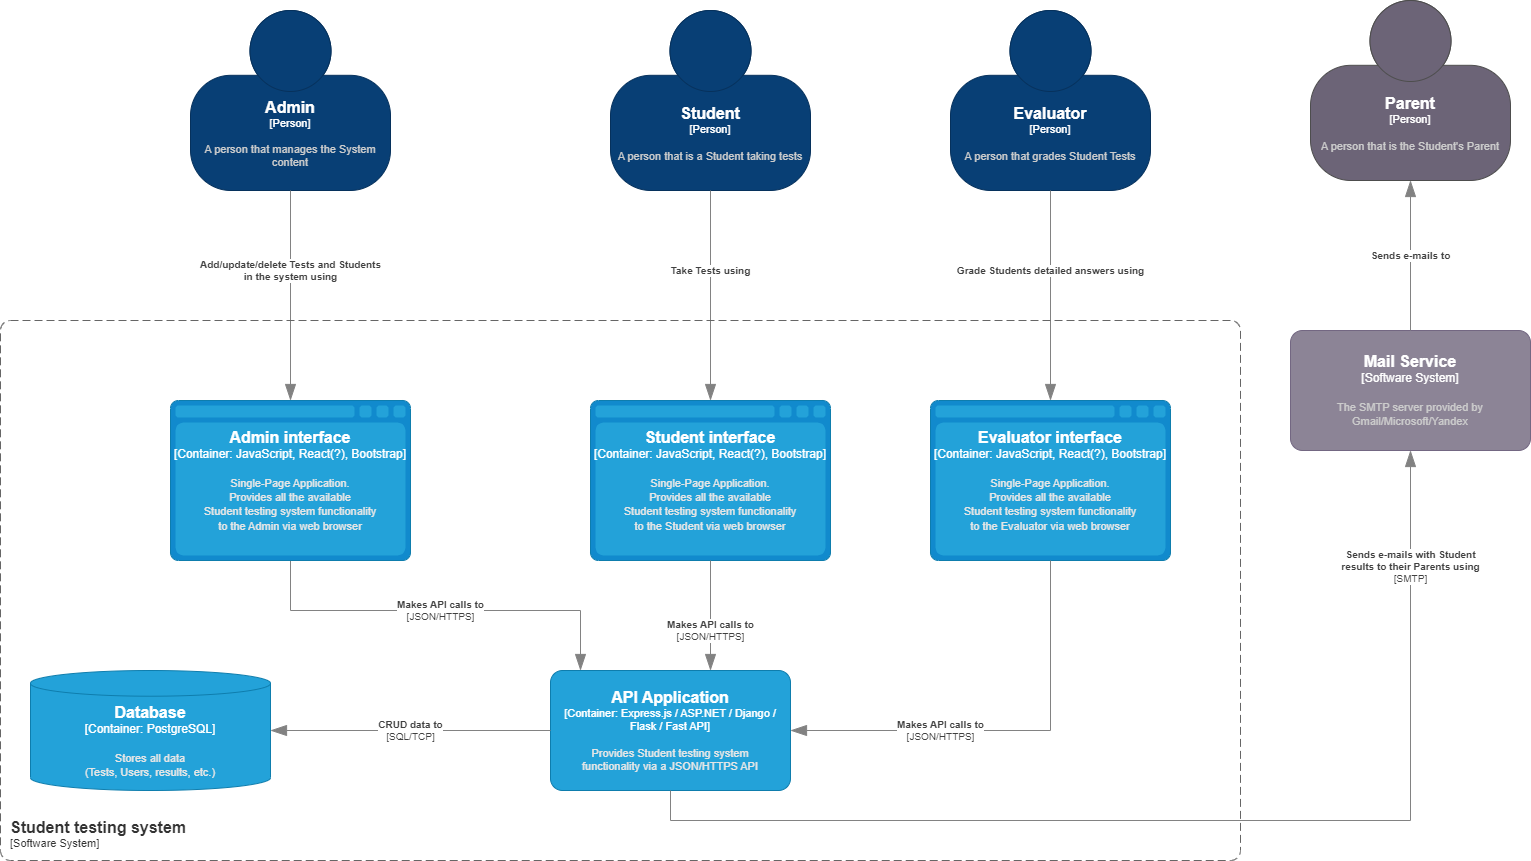 Admin
[Person]
A person that manages the System
content
Student
[Person]
A person that is a Student taking tests
Evaluator
[Person]
A person that grades Student Tests
Parent
[Person]
A person that is the Student's Parent
Add/update/delete Tests and Students
in the system using
Take Tests using
Grade Students detailed answers using
Sends e-mails to
Mail Service
[Software System]
The SMTP server provided by
Gmail/Microsoft/Yandex
Admin interface
[Container: JavaScript, React(?), Bootstrap]
Single-Page Application.
Provides all the available
Student testing system functionality
to the Admin via web browser
Student interface
[Container: JavaScript, React(?), Bootstrap]
Single-Page Application.
Provides all the available
Student testing system functionality
to the Student via web browser
Evaluator interface
[Container: JavaScript, React(?), Bootstrap]
Single-Page Application.
Provides all the available
Student testing system functionality
to the Evaluator via web browser
Sends e-mails with Student
results to their Parents using
[SMTP]
Makes API calls to
[JSON/HTTPS]
Makes API calls to
[JSON/HTTPS]
Makes API calls to
[JSON/HTTPS]
Database
[Container: PostgreSQL]
Stores all data
(Tests, Users, results, etc.)
CRUD data to
[SQL/TCP]
API Application
[Container: Express.js / ASP.NET / Django /
Flask / Fast API]
Provides Student testing system
functionality via a JSON/HTTPS API
Student testing system
[Software System]